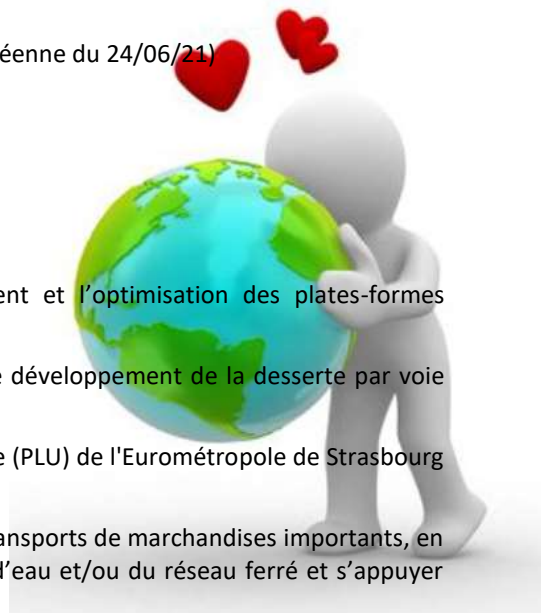 éenne du 24/06/21)
ent et l’optimisation des plates-formes
développement de la desserte par voie
e (PLU) de l'Eurométropole de Strasbourg
ransports de marchandises importants, en
d’eau et/ou du réseau ferré et s’appuyer